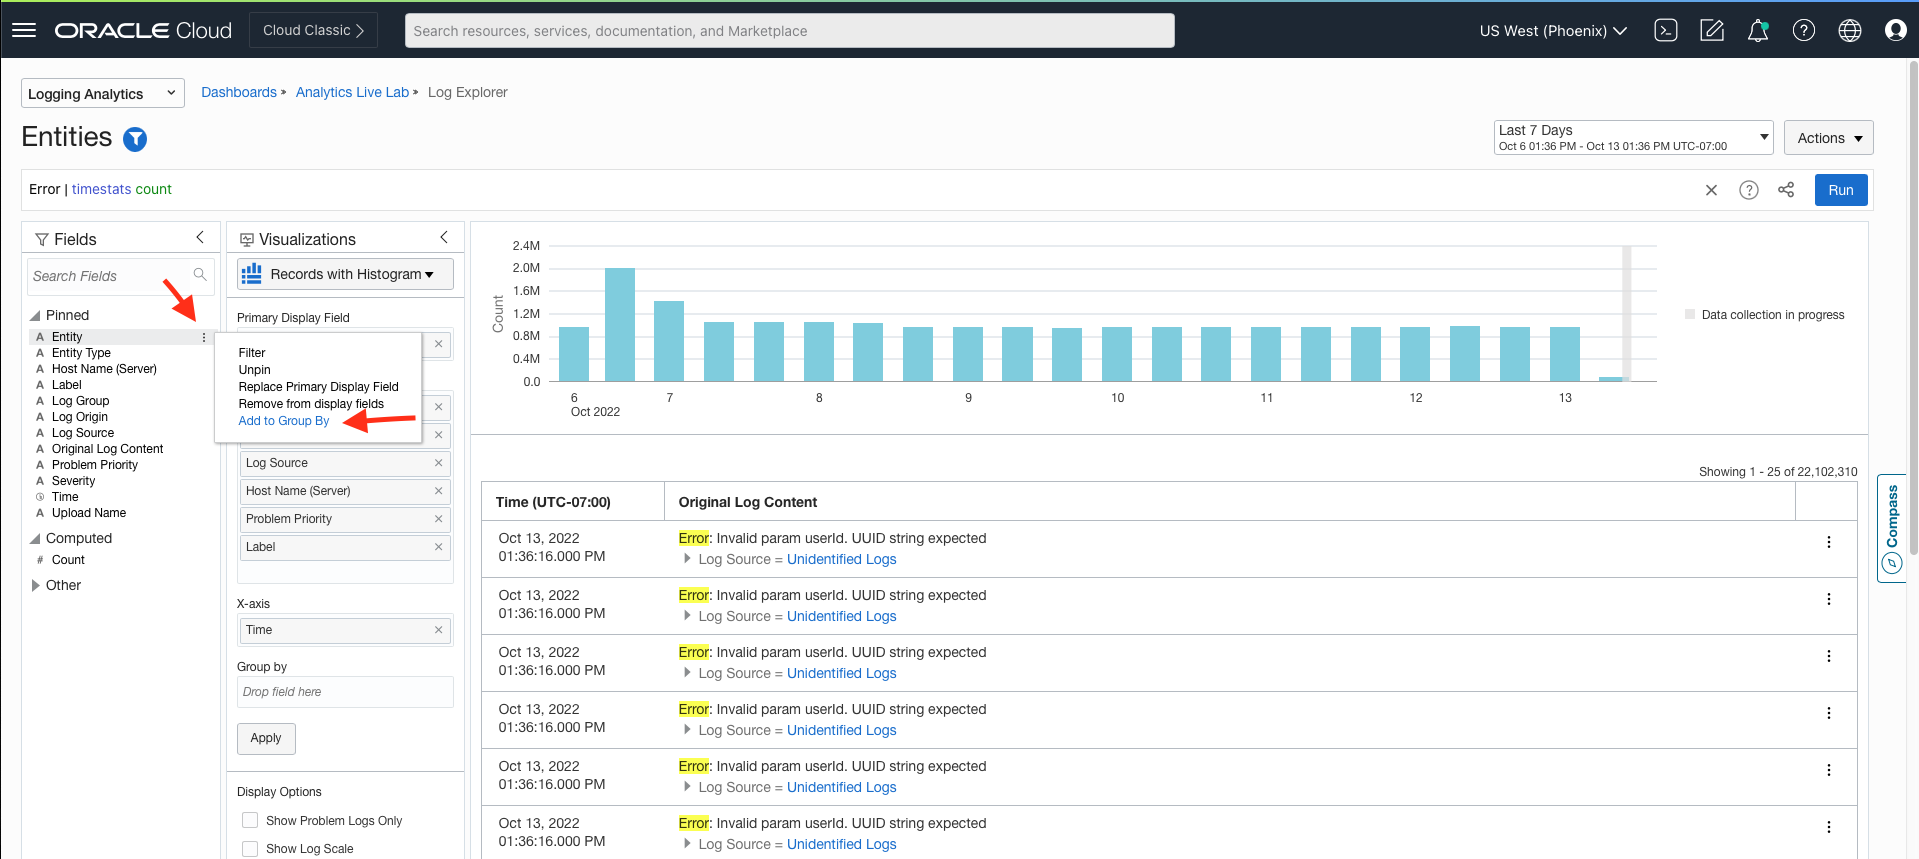 ORACLE Cloud
Cloud Classic
Search resources, services, documentation, and Marketplace
US West (Phoenix)
Logging Analytics
Dashboards » Analytics Live Lab » Log Explorer
Entities
Last 7 Days
Oct 6 01:36 PM - Oct 13 01:36 PM UTC-07:00
Actions
Error | timestats count
Run
Fields
Search Fields
Pinned
Entity
Entity Type
Host Name (Server)
Label
Log Group
Log Origin
Log Source
Original Log Content
Problem Priority
Severity
Time
Upload Name
Computed
# Count
Other
Filter
Unpin
Replace Primary Display Field
Remove from display fields
Add to Group By
Visualizations
Records with Histogram
Primary Display Field
Log Source
Host Name (Server)
Problem Priority
Label
X-axis
Time
Group by
Drop field here
Apply
Display Options
Show Problem Logs Only
Show Log Scale
Count
2.4M
2.0M
1.6M
1.2M
0.8M
0.4M
0.0
6 7 8 9 10 11 12 13
Oct 2022
Data collection in progress
Showing 1 - 25 of 22,102,310
Time (UTC-07:00) Original Log Content
Oct 13, 2022 Error: Invalid param userId. UUID string expected
01:36:16.000 PM Log Source = Unidentified Logs
Oct 13, 2022 Error: Invalid param userId. UUID string expected
01:36:16.000 PM Log Source = Unidentified Logs
Oct 13, 2022 Error: Invalid param userId. UUID string expected
01:36:16.000 PM Log Source = Unidentified Logs
Oct 13, 2022 Error: Invalid param userId. UUID string expected
01:36:16.000 PM Log Source = Unidentified Logs
Oct 13, 2022 Error: Invalid param userId. UUID string expected
01:36:16.000 PM Log Source = Unidentified Logs
Oct 13, 2022 Error: Invalid param userId. UUID string expected
01:36:16.000 PM Log Source = Unidentified Logs
Compass